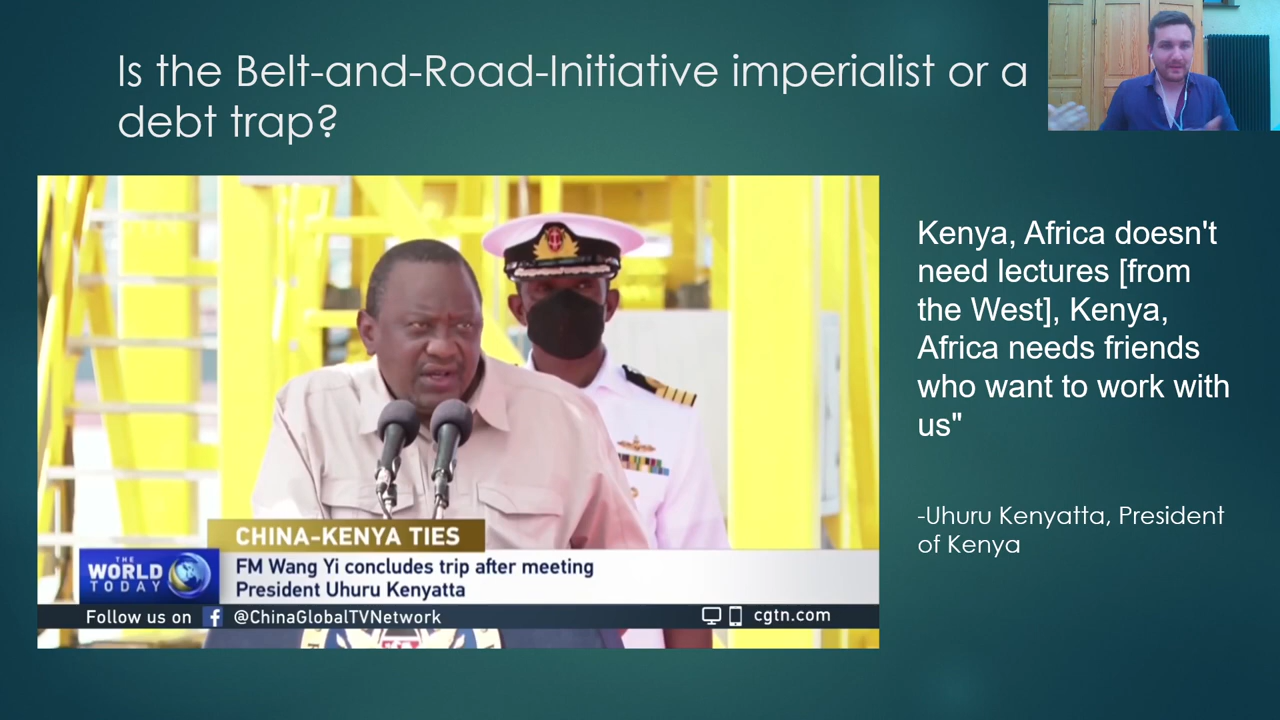 Is the Belt-and-Road-Initiative imperialist or a
debt trap?
Kenya, Africa doesn't
need lectures [from
the West], Kenya,
Africa needs friends
who want to work with
us"
-Uhuru Kenyatta, President
of Kenya
CHINA-KENYA TIES
THE
WORLD
TODAY
FM Wang Yi concludes trip after meeting
President Uhuru Kenyatta
Follow us on f @ChinaGlobalTVNetwork
cgtn.com